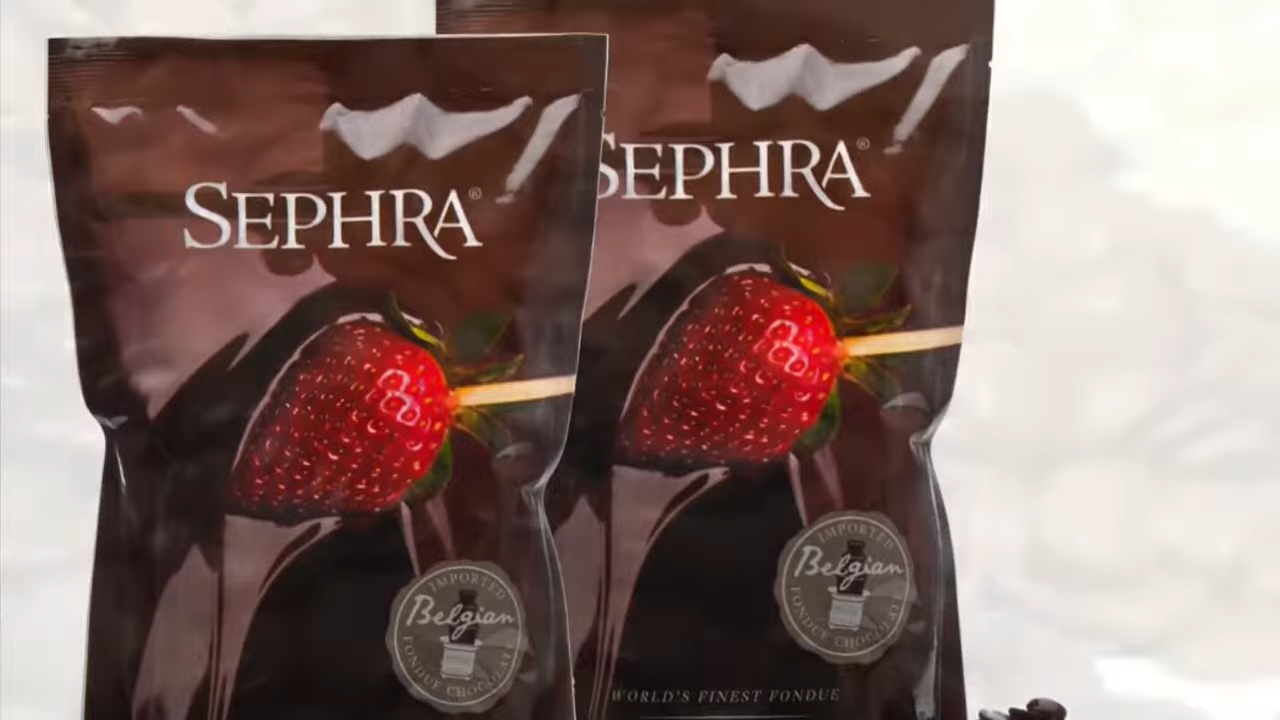 SEPHRA®
IMPORTED
Belgian
FONDUE CHOCOLATE
SEPHRA®
IMPORTED
Belgian
FONDUE CHOCOLATE
WORLD'S FINEST FONDUE